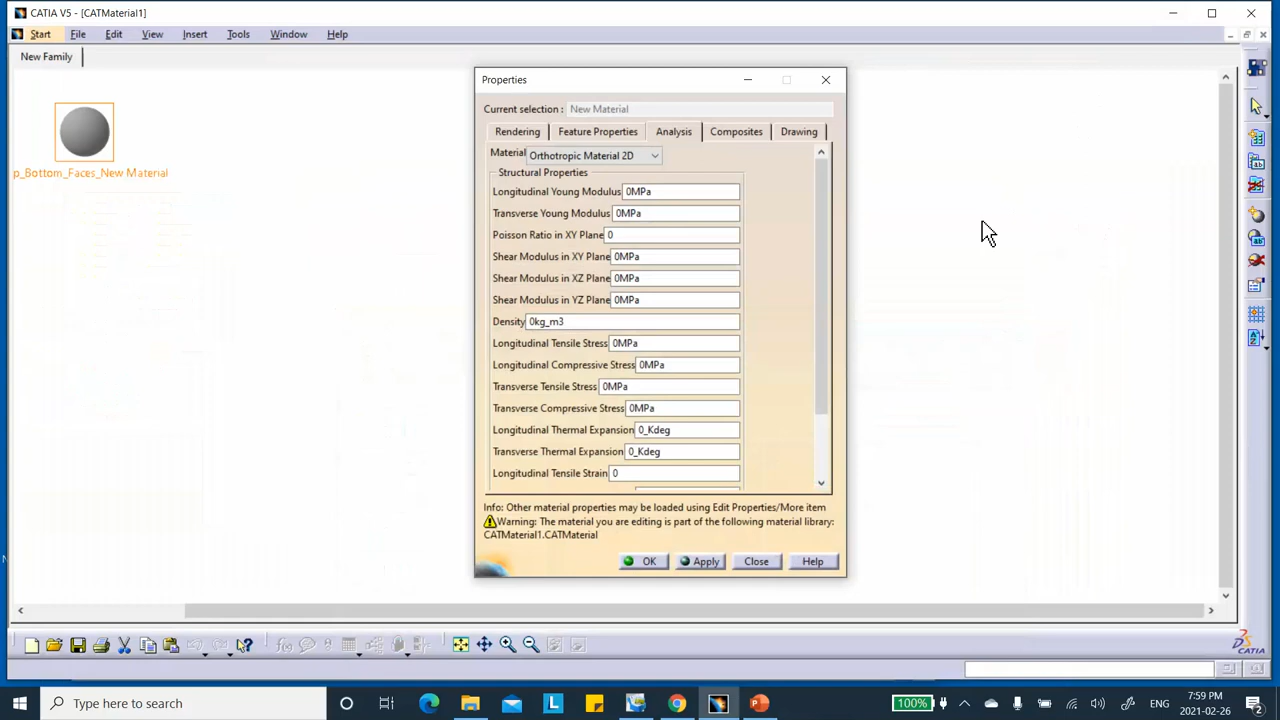 CATIA V5 - [CATMaterial1]
Start File Edit View Insert Tools Window Help
New Family
p_Bottom_Faces_New Material
Properties
Current selection : New Material
Rendering Feature Properties Analysis Composites Drawing
Material Orthotropic Material 2D
Structural Properties
Longitudinal Young Modulus 0MPa
Transverse Young Modulus 0MPa
Poisson Ratio in XY Plane 0
Shear Modulus in XY Plane 0MPa
Shear Modulus in XZ Plane 0MPa
Shear Modulus in YZ Plane 0MPa
Density 0kg_m3
Longitudinal Tensile Stress 0MPa
Longitudinal Compressive Stress 0MPa
Transverse Tensile Stress 0MPa
Transverse Compressive Stress 0MPa
Longitudinal Thermal Expansion 0_Kdeg
Transverse Thermal Expansion 0_Kdeg
Longitudinal Tensile Strain 0
Info: Other material properties may be loaded using Edit Properties/More item
Warning: The material you are editing is part of the following material library:
CATMaterial1.CATMaterial
OK Apply Close Help
CATIA
Type here to search
100%
ENG
7:59 PM
2021-02-26
2